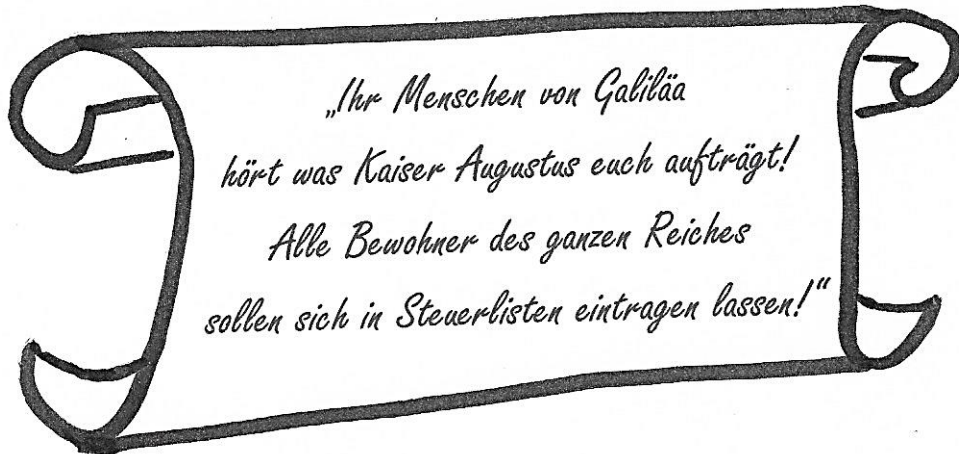 „Ihr Menschen von Galiläa
hört was Kaiser Augustus euch aufträgt!
Alle Bewohner des ganzen Reiches
sollen sich in Steuerlisten eintragen lassen!“